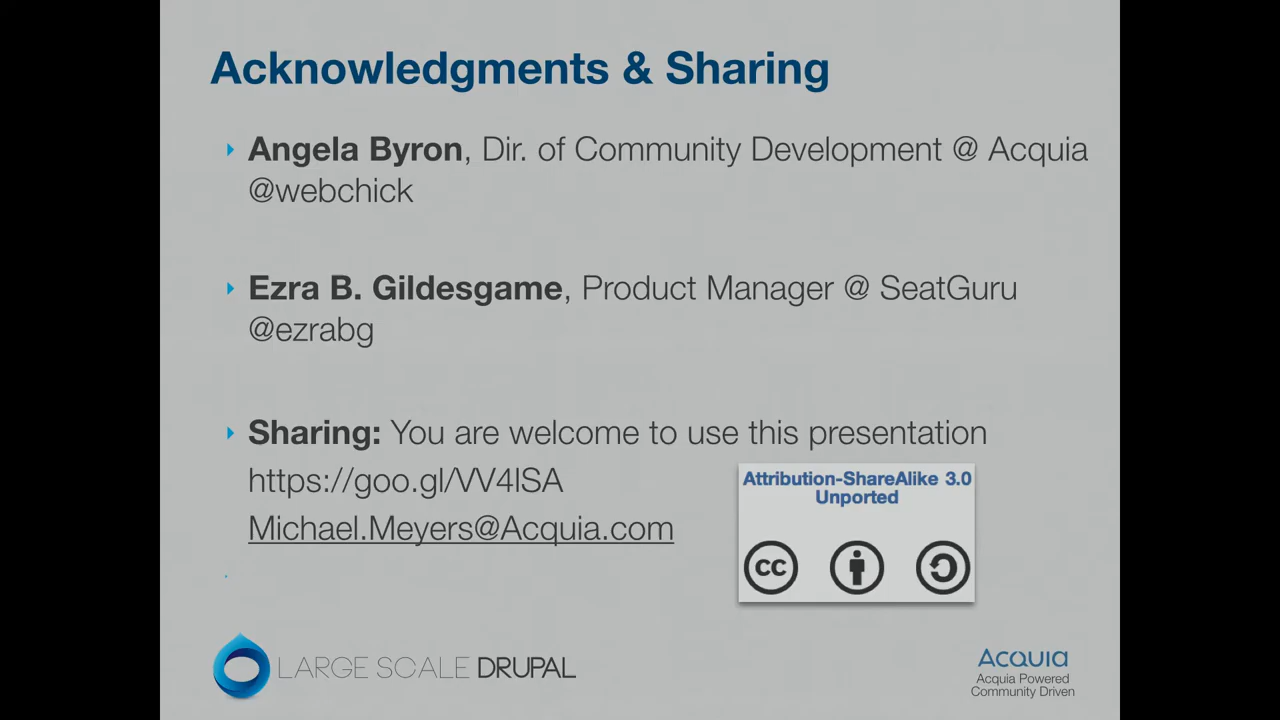 Acknowledgments & Sharing
Angela Byron, Dir. of Community Development @ Acquia
@webchick
Ezra B. Gildesgame, Product Manager @ SeatGuru
@ezrabg
Sharing: You are welcome to use this presentation
https://goo.gl/VV4lSA
Michael.Meyers@Acquia.com
Attribution-ShareAlike 3.0
Unported
cc
LARGE SCALE DRUPAL
Acquia
Acquia Powered
Community Driven